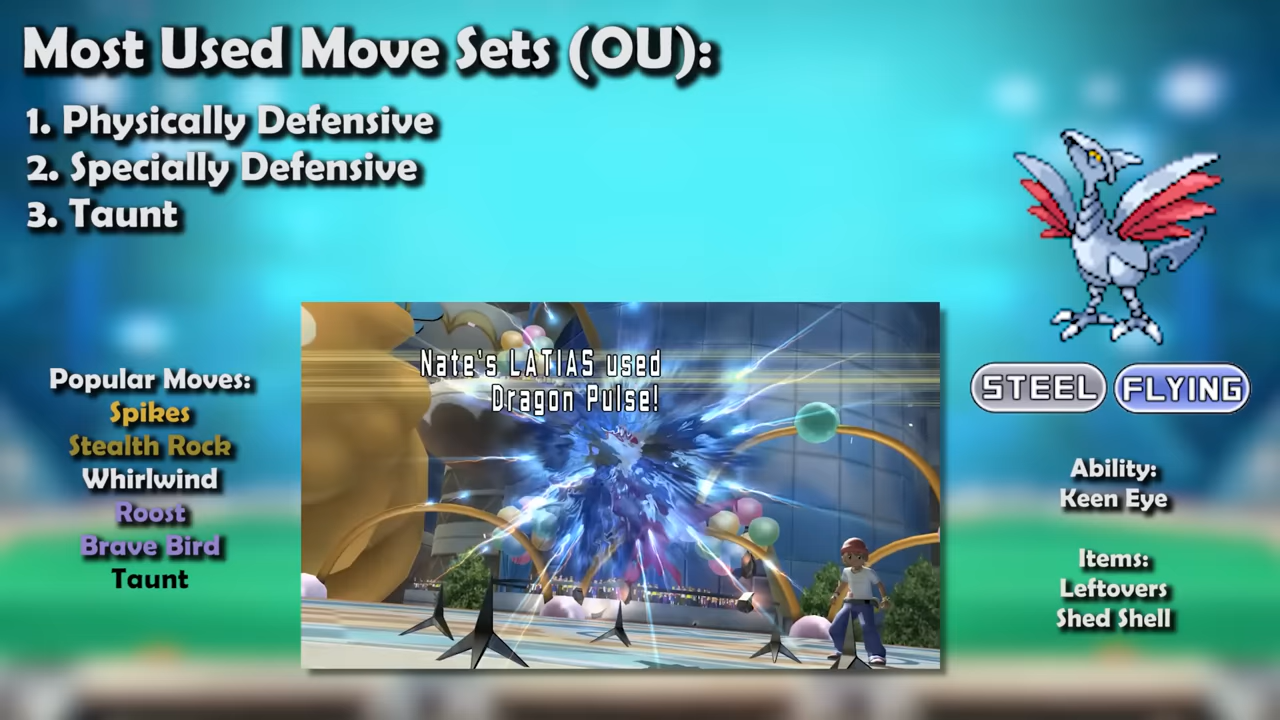 Most Used Move Sets (OU):
1. Physically Defensive
2. Specially Defensive
3. Taunt
Popular Moves:
Spikes
Stealth Rock
Whirlwind
Roost
Brave Bird
Taunt
Nate's LATIAS used
Dragon Pulse!
STEEL FLYING
Ability:
Keen Eye
Items:
Leftovers
Shed Shell